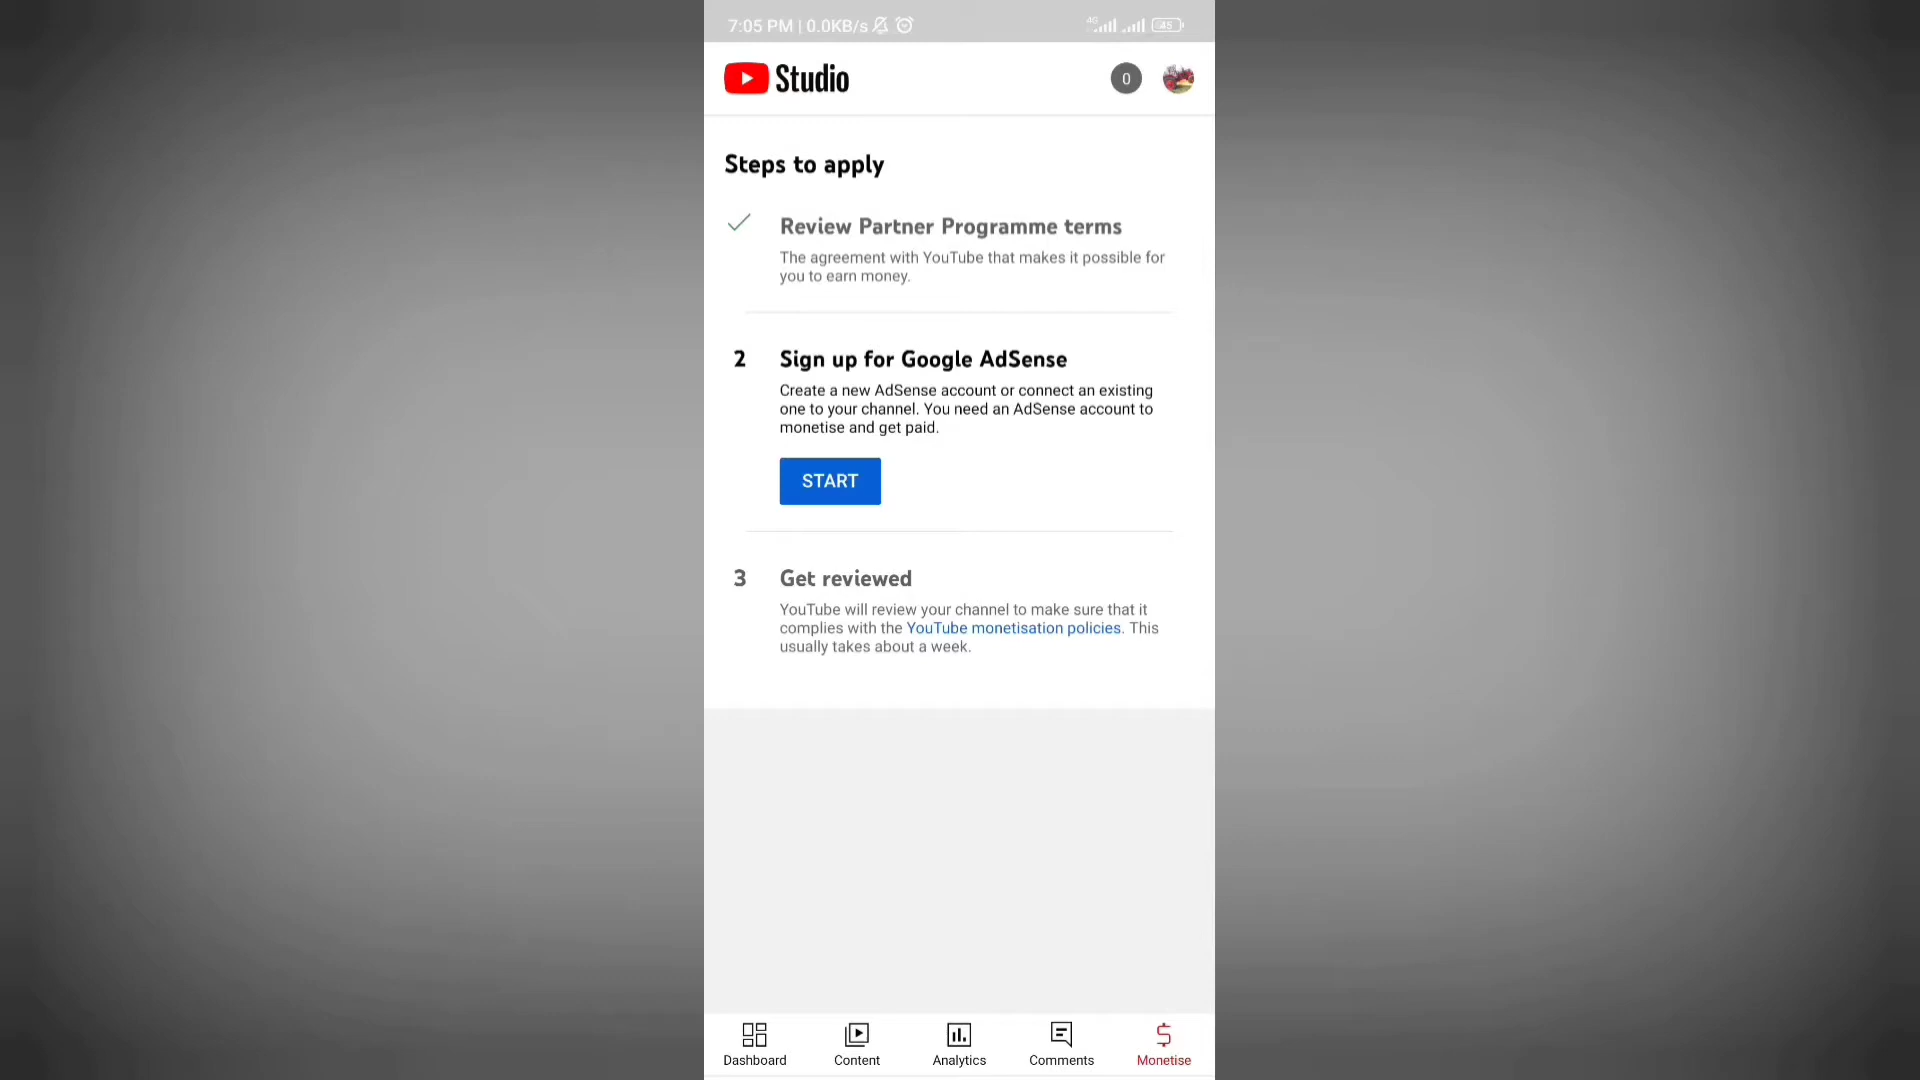 7:05 PM | 0.0KB/s
4G
45
Studio
0
Steps to apply
Review Partner Programme terms
The agreement with YouTube that makes it possible for
you to earn money.
2 Sign up for Google AdSense
Create a new AdSense account or connect an existing
one to your channel. You need an AdSense account to
monetise and get paid.
START
3 Get reviewed
YouTube will review your channel to make sure that it
complies with the YouTube monetisation policies. This
usually takes about a week.
Dashboard Content Analytics Comments Monetise